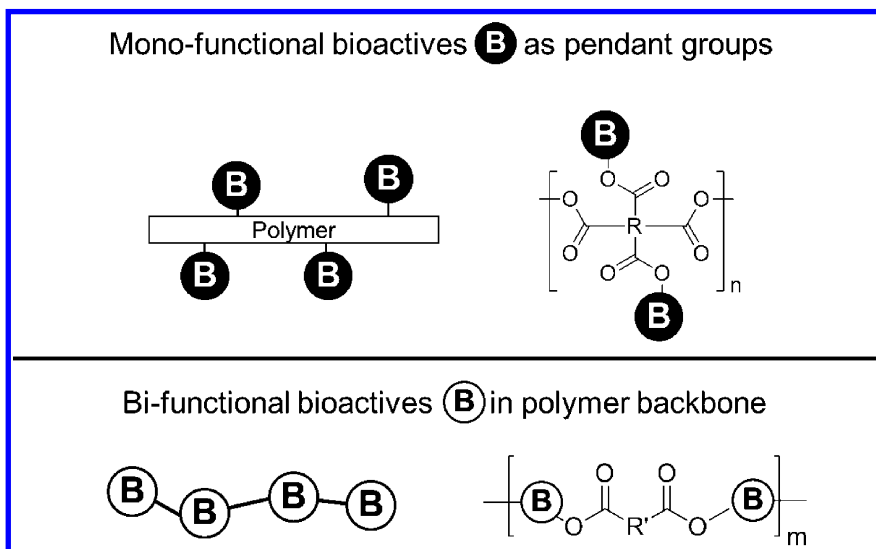 Mono-functional bioactives B as pendant groups
B
B
B
B
B
Polymer
B
O
O
O
O
R
O
O
O
O
n
B
Bi-functional bioactives B in polymer backbone
B
B
B
B
O
O
B
B
O
R'
O
m